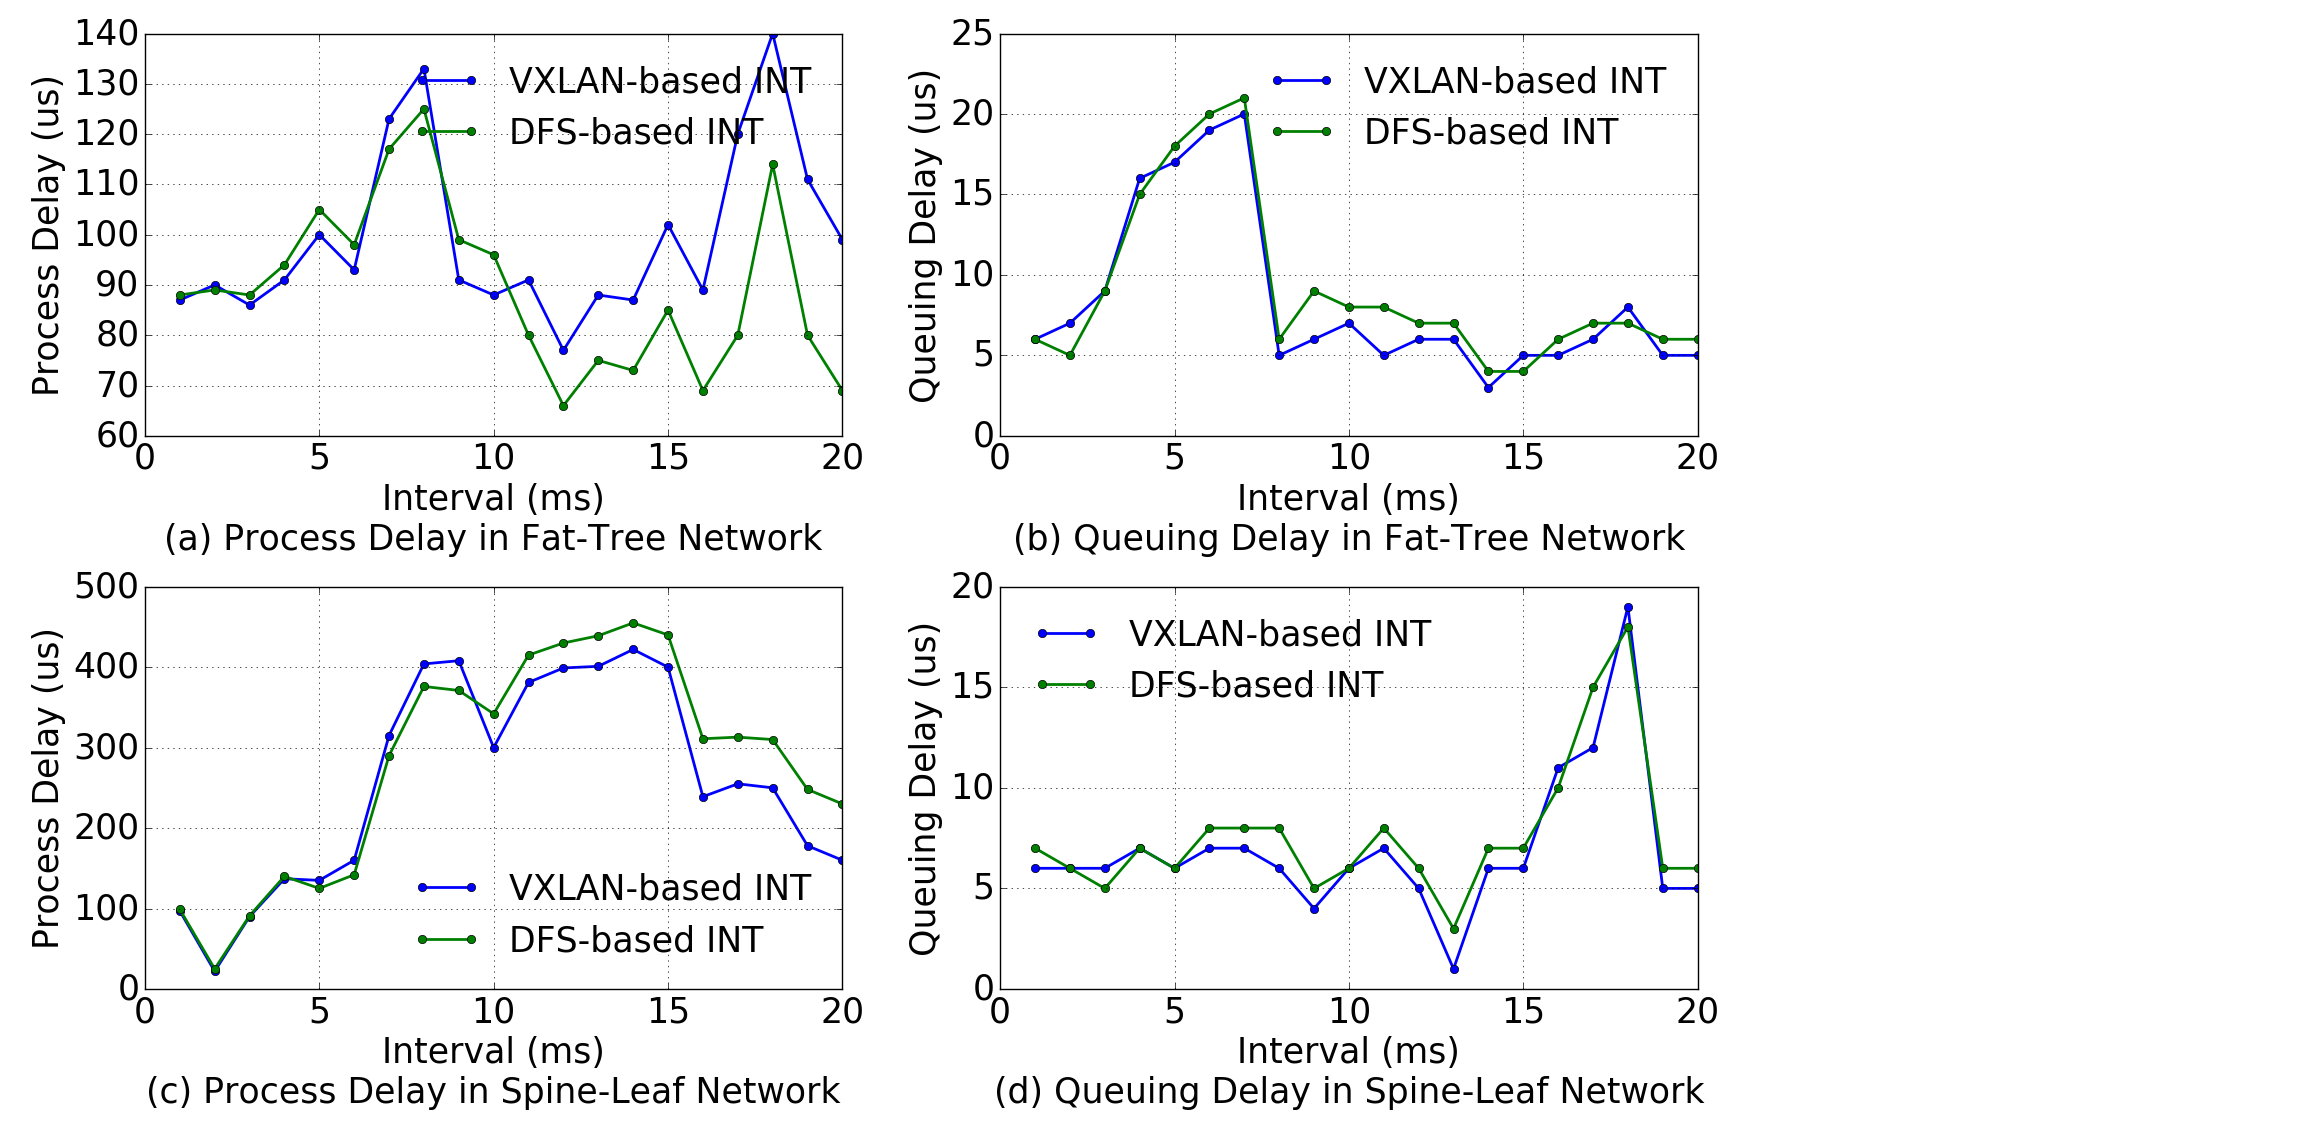 140
130
120
110
100
90
80
70
60
Process Delay (us)
VXLAN-based INT
DFS-based INT
0 5 10 15 20
Interval (ms)
(a) Process Delay in Fat-Tree Network
25
20
15
10
5
0
Queuing Delay (us)
VXLAN-based INT
DFS-based INT
0 5 10 15 20
Interval (ms)
(b) Queuing Delay in Fat-Tree Network
500
400
300
200
100
0
Process Delay (us)
VXLAN-based INT
DFS-based INT
0 5 10 15 20
Interval (ms)
(c) Process Delay in Spine-Leaf Network
20
15
10
5
0
Queuing Delay (us)
VXLAN-based INT
DFS-based INT
0 5 10 15 20
Interval (ms)
(d) Queuing Delay in Spine-Leaf Network